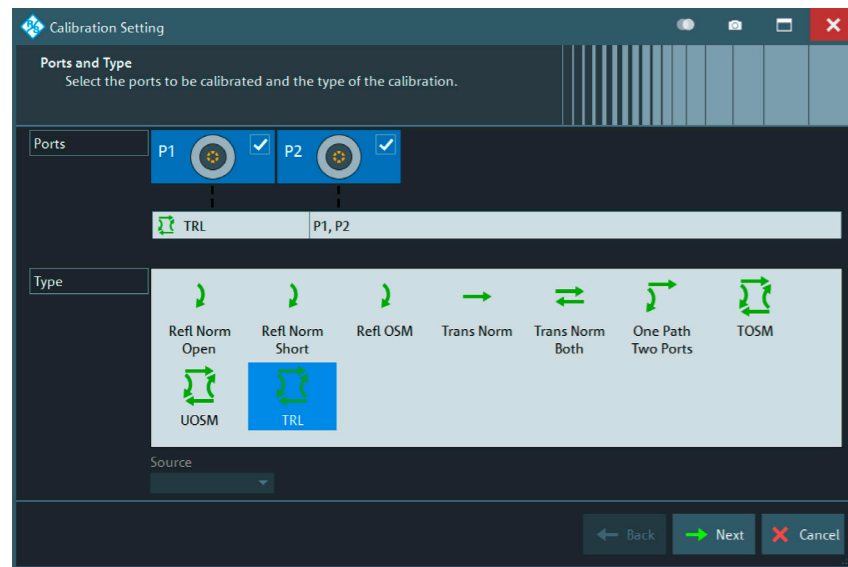 Calibration Setting
Ports and Type
Select the ports to be calibrated and the type of the calibration.
Ports
P1
P2
TRL
P1, P2
Type
Refl Norm Open
Refl Norm Short
Refl OSM
Trans Norm
Trans Norm Both
One Path Two Ports
TOSM
UOSM
TRL
Source
Back
Next
Cancel